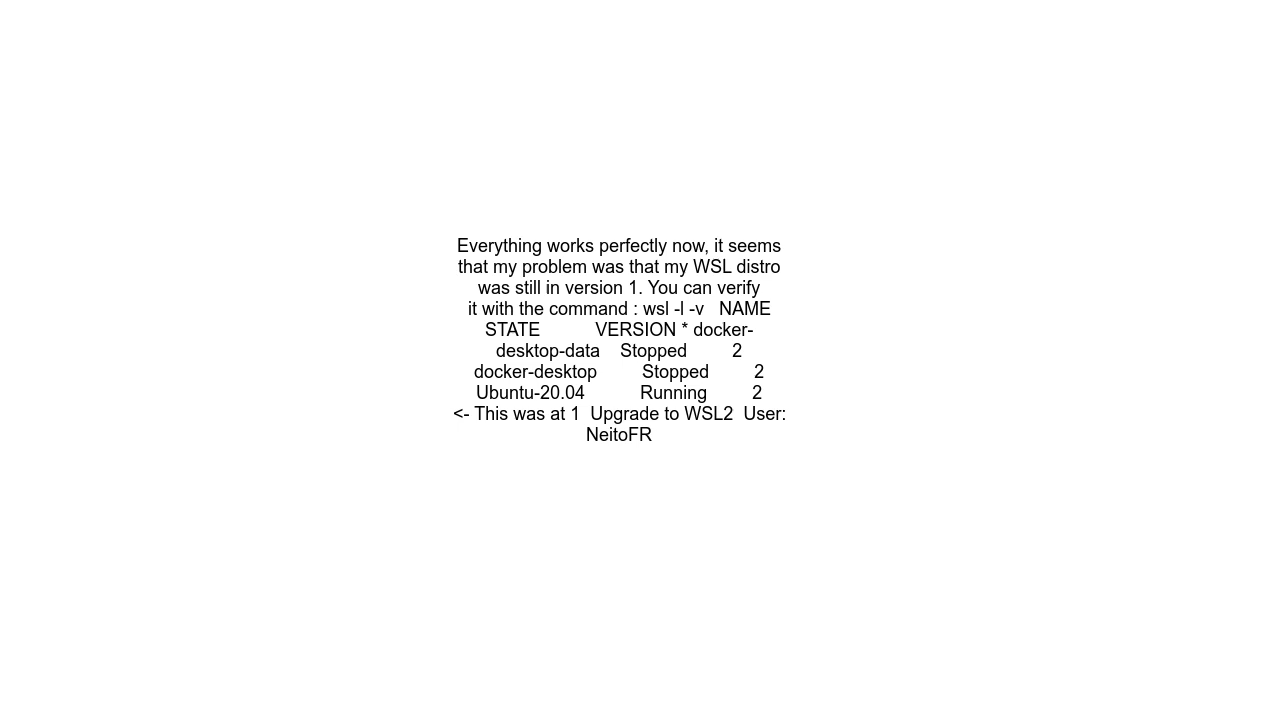 Everything works perfectly now, it seems
that my problem was that my WSL distro
was still in version 1. You can verify
it with the command : wsl -l -v   NAME
STATE           VERSION * docker-
desktop-data    Stopped         2
docker-desktop         Stopped         2
Ubuntu-20.04           Running         2
<- This was at 1  Upgrade to WSL2  User:
NeitoFR